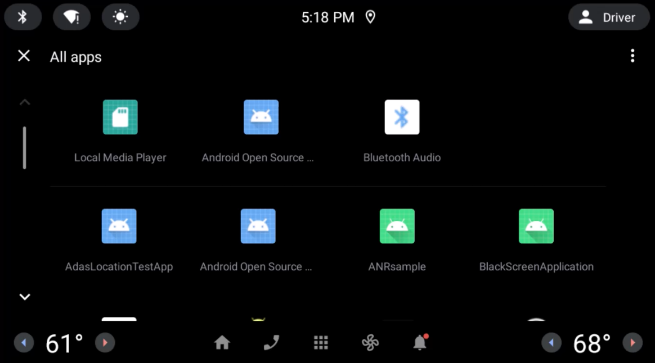 5:18 PM
Driver
All apps
Local Media Player
Android Open Source ...
Bluetooth Audio
AdasLocationTestApp
Android Open Source ...
ANRsample
BlackScreenApplication
61°
68°